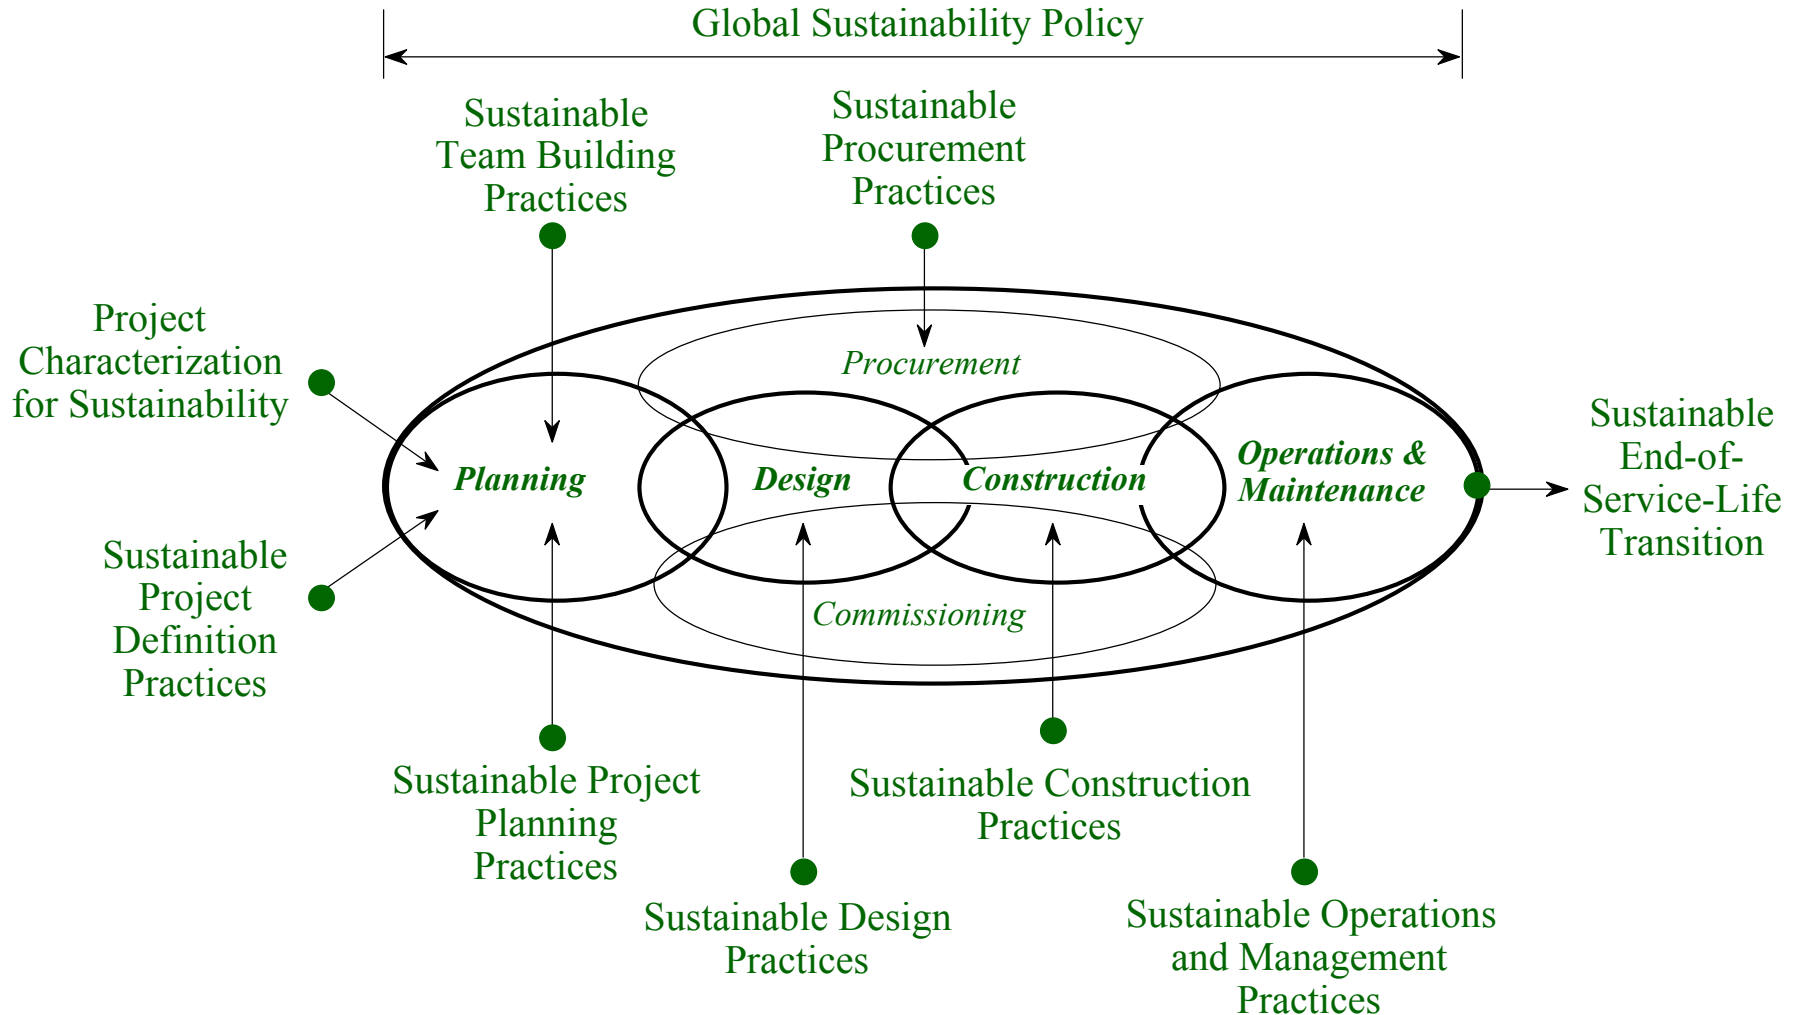 Global Sustainability Policy
Sustainable
Team Building
Practices
Sustainable
Procurement
Practices
Project
Characterization
for Sustainability
Procurement
Sustainable
End-of-
Service-Life
Transition
Planning
Design
Construction
Operations &
Maintenance
Sustainable
Project
Definition
Practices
Commissioning
Sustainable Project
Planning
Practices
Sustainable Construction
Practices
Sustainable Design
Practices
Sustainable Operations
and Management
Practices